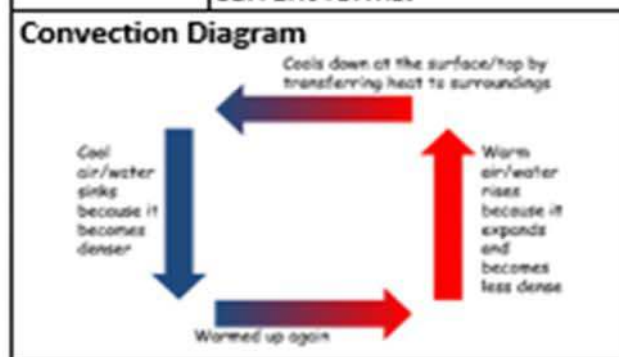 Convection Diagram
Cools down at the surface/top by
transferring heat to surroundings
Cool
air/water
sinks
because it
becomes
denser
Warm
air/water
rises
because it
expands
and
becomes
less dense
Warmed up again